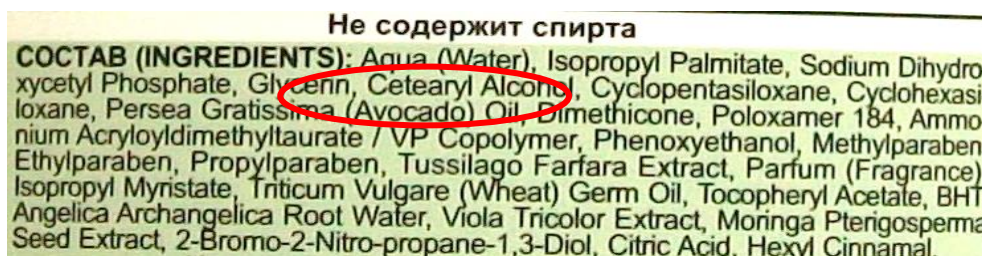 Не содержит спирта
СОСТАВ (INGREDIENTS): Aqua (Water), Isopropyl Palmitate, Sodium Dihydro
xycetyl Phosphate, Glycerin, Cetearyl Alcohol, Cyclopentasiloxane, Cyclohexasi
loxane, Persea Gratissima (Avocado) Oil, Dimethicone, Poloxamer 184, Ammo
nium Acryloyldimethyltaurate / VP Copolymer, Phenoxyethanol, Methylparaben
Ethylparaben, Propylparaben, Tussilago Farfara Extract, Parfum (Fragrance)
Isopropyl Myristate, Triticum Vulgare (Wheat) Germ Oil, Tocopheryl Acetate, BHT
Angelica Archangelica Root Water, Viola Tricolor Extract, Moringa Pterigosperma
Seed Extract, 2-Bromo-2-Nitro-propane-1,3-Diol, Citric Acid, Hexyl Cinnamal,